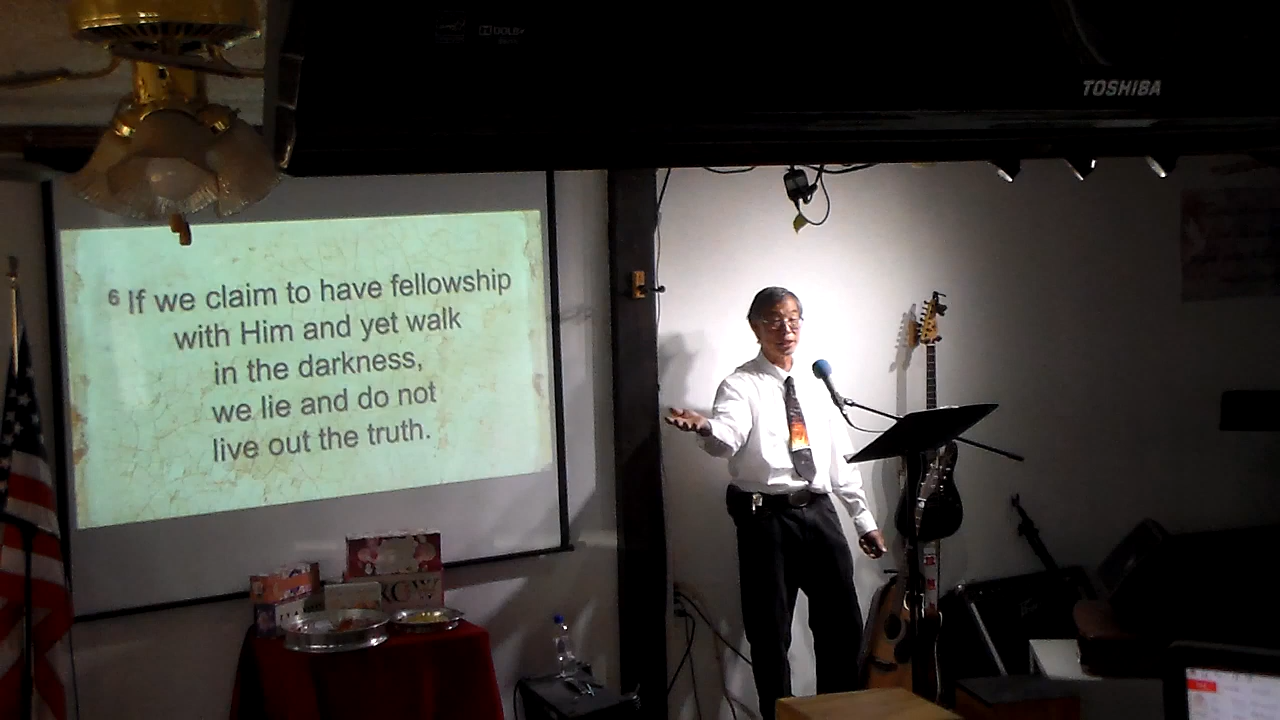 TOSHIBA
6 If we claim to have fellowship
with Him and yet walk
in the darkness,
we lie and do not
live out the truth.